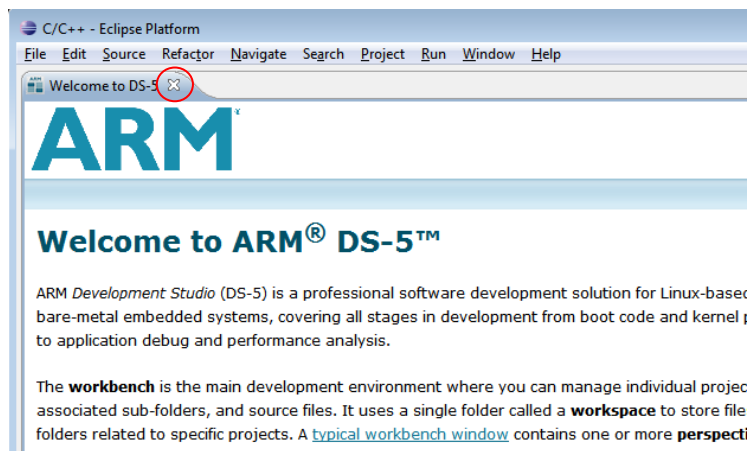 C/C++ - Eclipse Platform
File Edit Source Refactor Navigate Search Project Run Window Help
Welcome to DS-5
ARM
Welcome to ARM® DS-5™
ARM Development Studio (DS-5) is a professional software development solution for Linux-based
bare-metal embedded systems, covering all stages in development from boot code and kernel
to application debug and performance analysis.
The workbench is the main development environment where you can manage individual
associated sub-folders, and source files. It uses a single folder called a workspace to store
folders related to specific projects. A typical workbench window contains one or more